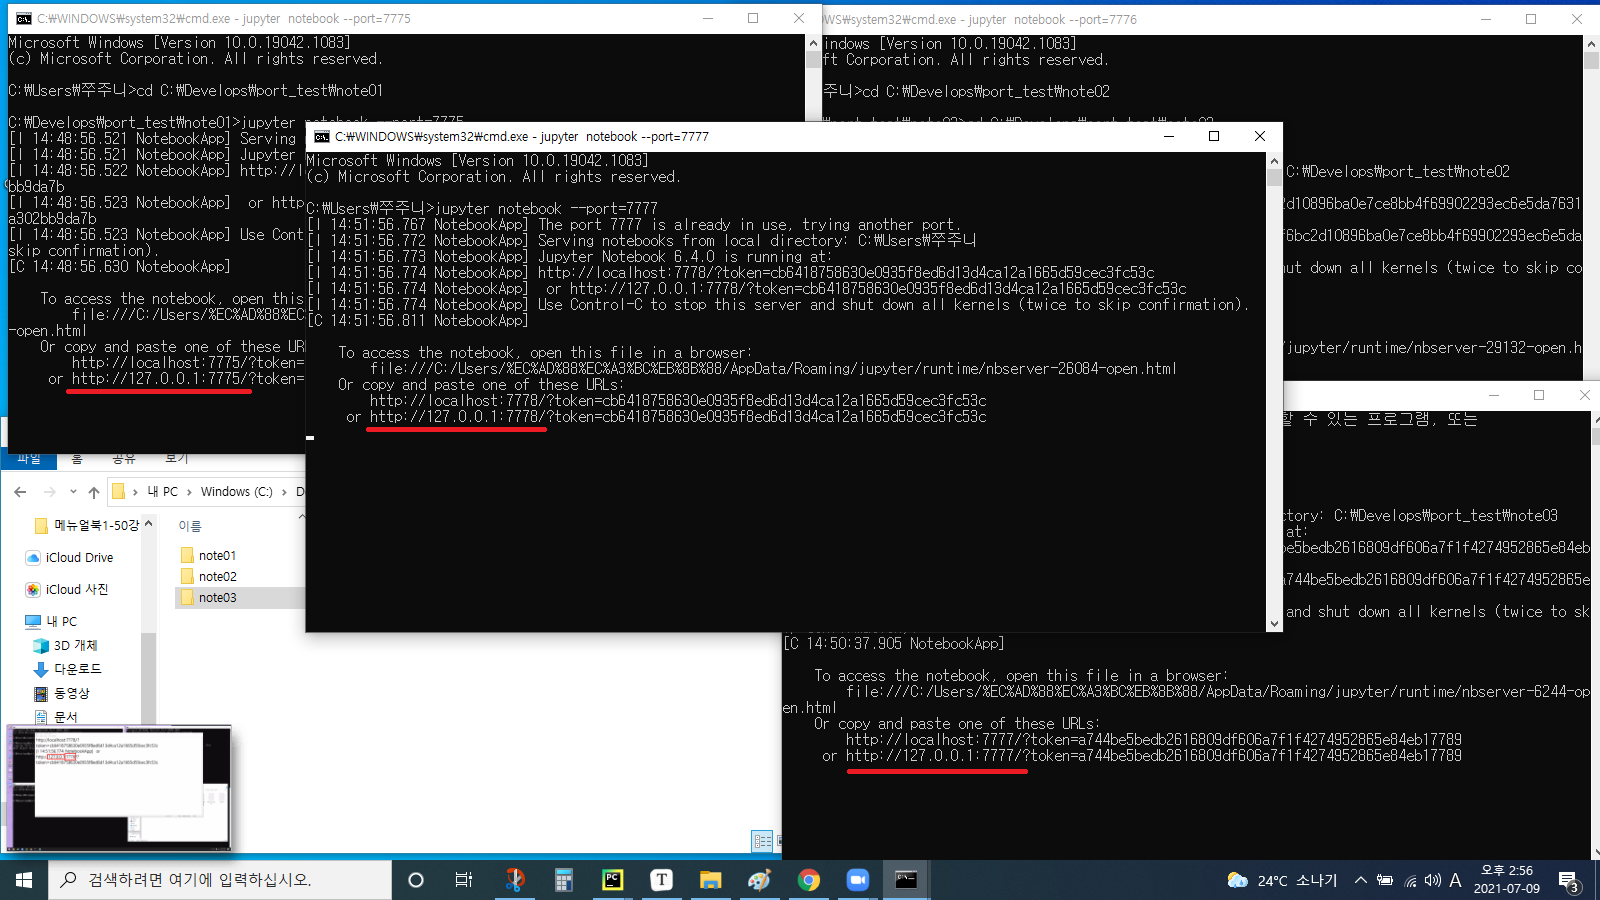 C:₩WINDOWS₩system32₩cmd.exe - jupyter  notebook --port=7775
Microsoft Windows [Version 10.0.19042.1083]
(c) Microsoft Corporation. All rights reserved.
C:₩Users₩쭈주니>cd C:₩Develops₩port_test₩note01
C:₩Develops₩port_test₩note01>jupyter notebook --port=7775
[I 14:48:56.521 NotebookApp] Serving
[I 14:48:56.521 NotebookApp] Jupyter
[I 14:48:56.522 NotebookApp] http://l
bb9da7b
[I 14:48:56.523 NotebookApp]  or http
a302bb9da7b
[I 14:48:56.523 NotebookApp] Use Cont
skip confirmation).
[C 14:48:56.630 NotebookApp]
To access the notebook, open this
file:///C:/Users/%EC%AD%88%EC
-open.html
Or copy and paste one of these UR
http://localhost:7775/?token=
or http://127.0.0.1:7775/?token=
WS₩system32₩cmd.exe - jupyter  notebook --port=7776
indows [Version 10.0.19042.1083]
ft Corporation. All rights reserved.
주니>cd C:₩Develops₩port_test₩note02
C:₩Develops₩port_test₩note02
d10896ba0e7ce8bb4f69902293ec6e5da7631
f6bc2d10896ba0e7ce8bb4f69902293ec6e5da
ut down all kernels (twice to skip co
/jupyter/runtime/nbserver-29132-open.h
C:₩WINDOWS₩system32₩cmd.exe - jupyter  notebook --port=7777
Microsoft Windows [Version 10.0.19042.1083]
(c) Microsoft Corporation. All rights reserved.
C:₩Users₩쭈주니>jupyter notebook --port=7777
[I 14:51:56.767 NotebookApp] The port 7777 is already in use, trying another port.
[I 14:51:56.772 NotebookApp] Serving notebooks from local directory: C:₩Users₩쭈주니
[I 14:51:56.773 NotebookApp] Jupyter Notebook 6.4.0 is running at:
[I 14:51:56.774 NotebookApp] http://localhost:7778/?token=cb6418758630e0935f8ed6d13d4ca12a1665d59cec3fc53c
[I 14:51:56.774 NotebookApp]  or http://127.0.0.1:7778/?token=cb6418758630e0935f8ed6d13d4ca12a1665d59cec3fc53c
[I 14:51:56.774 NotebookApp] Use Control-C to stop this server and shut down all kernels (twice to skip confirmation).
[C 14:51:56.811 NotebookApp]
To access the notebook, open this file in a browser:
file:///C:/Users/%EC%AD%88%EC%A3%BC%EB%8B%88/AppData/Roaming/jupyter/runtime/nbserver-26084-open.html
Or copy and paste one of these URLs:
http://localhost:7778/?token=cb6418758630e0935f8ed6d13d4ca12a1665d59cec3fc53c
or http://127.0.0.1:7778/?token=cb6418758630e0935f8ed6d13d4ca12a1665d59cec3fc53c
할 수 있는 프로그램, 또는
tory: C:₩Develops₩port_test₩note03
at:
be5bedb2616809df606a7f1f4274952865e84eb
a744be5bedb2616809df606a7f1f4274952865e
and shut down all kernels (twice to sk
[C 14:50:37.905 NotebookApp]
To access the notebook, open this file in a browser:
file:///C:/Users/%EC%AD%88%EC%A3%BC%EB%8B%88/AppData/Roaming/jupyter/runtime/nbserver-6244-op
en.html
Or copy and paste one of these URLs:
http://localhost:7777/?token=a744be5bedb2616809df606a7f1f4274952865e84eb17789
or http://127.0.0.1:7777/?token=a744be5bedb2616809df606a7f1f4274952865e84eb17789
파일 홈 공유 보기
내 PC > Windows (C:) > D
이름
메뉴얼북1-50강
iCloud Drive
iCloud 사진
내 PC
3D 개체
다운로드
동영상
문서
note01
note02
note03
검색하려면 여기에 입력하십시오.
24℃ 소나기
A
오후 2:56
2021-07-09
3